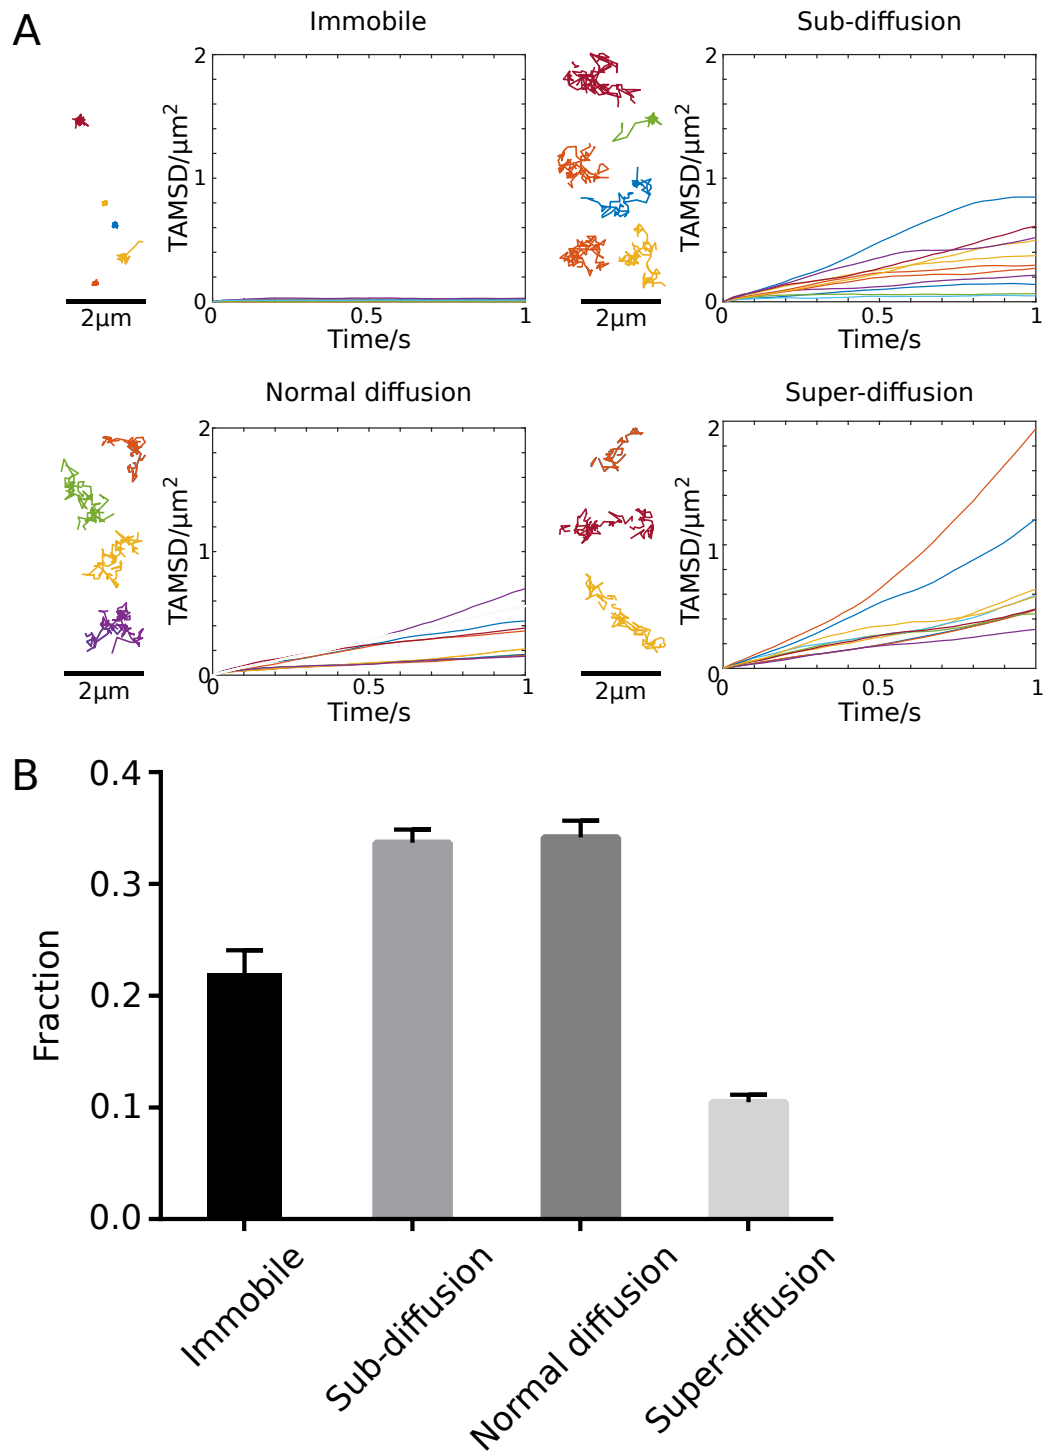 A
Immobile
2
1
0
TAMSD/µm²
0
0.5
1
Time/s
2µm
Sub-diffusion
2
1
0
TAMSD/µm²
0
0.5
1
Time/s
2µm
Normal diffusion
2
1
0
TAMSD/µm²
0
0.5
1
Time/s
2µm
Super-diffusion
2
1
0
TAMSD/µm²
0
0.5
1
Time/s
2µm
B
0.4
0.3
0.2
0.1
0.0
Fraction
Immobile
Sub-diffusion
Normal diffusion
Super-diffusion